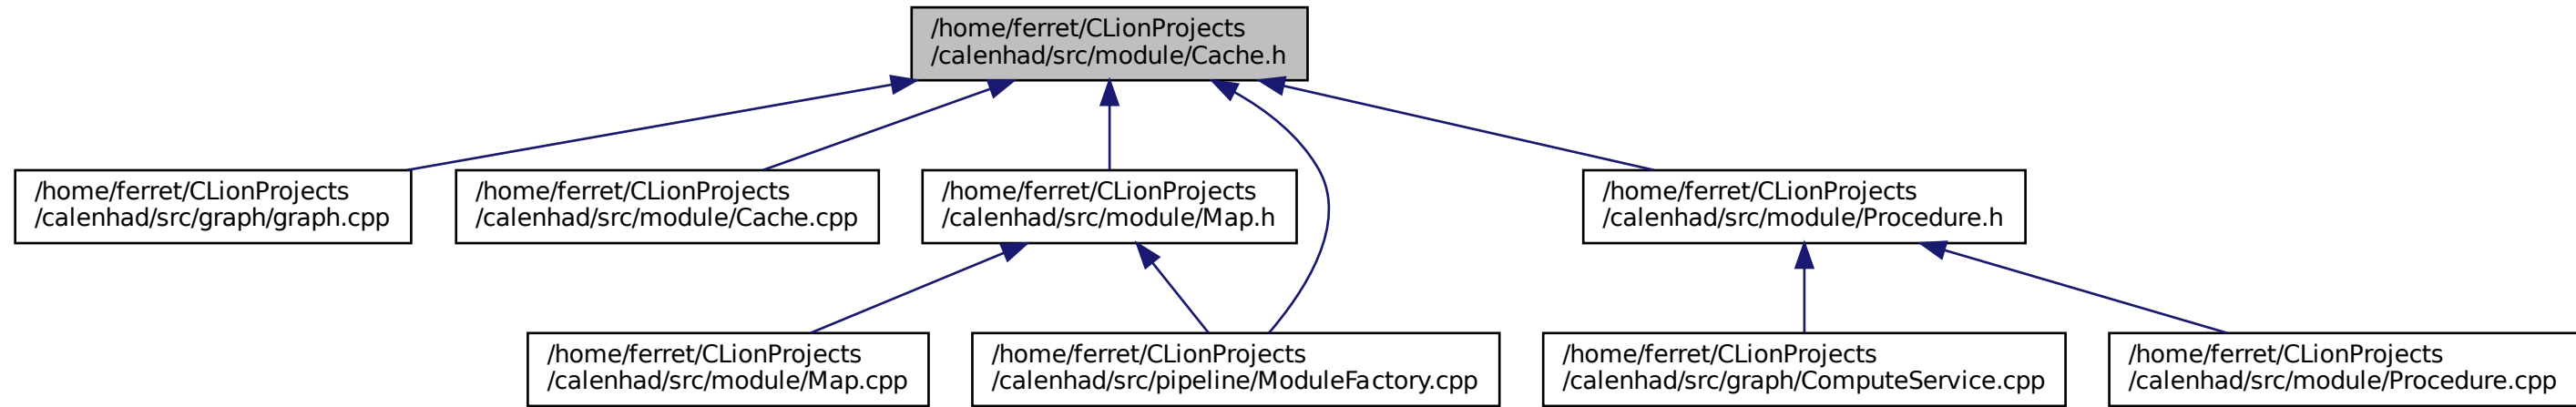 /home/ferret/CLionProjects
/calenhad/src/module/Cache.h
/home/ferret/CLionProjects
/calenhad/src/graph/graph.cpp
/home/ferret/CLionProjects
/calenhad/src/module/Cache.cpp
/home/ferret/CLionProjects
/calenhad/src/module/Map.h
/home/ferret/CLionProjects
/calenhad/src/module/Procedure.h
/home/ferret/CLionProjects
/calenhad/src/module/Map.cpp
/home/ferret/CLionProjects
/calenhad/src/pipeline/ModuleFactory.cpp
/home/ferret/CLionProjects
/calenhad/src/graph/ComputeService.cpp
/home/ferret/CLionProjects
/calenhad/src/module/Procedure.cpp